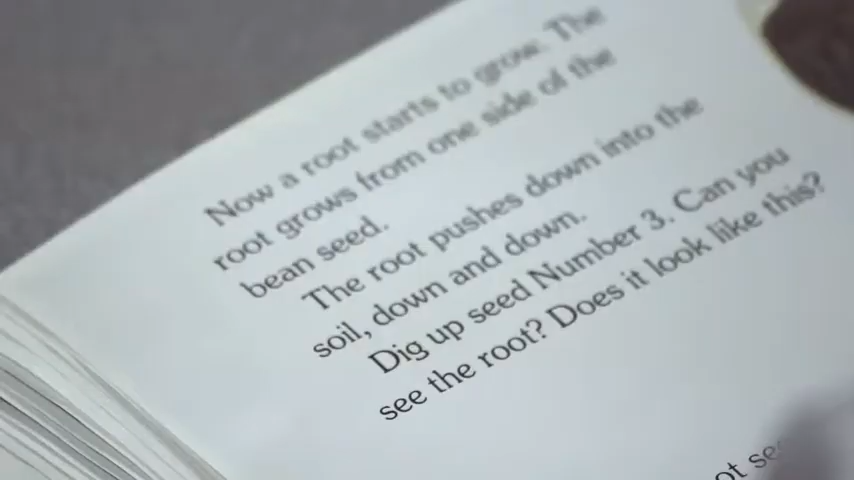 Now a root starts to grow. The
root grows from one side of the
bean seed.
The root pushes down into the
soil, down and down.
Dig up seed Number 3. Can you
see the root? Does it look like this?